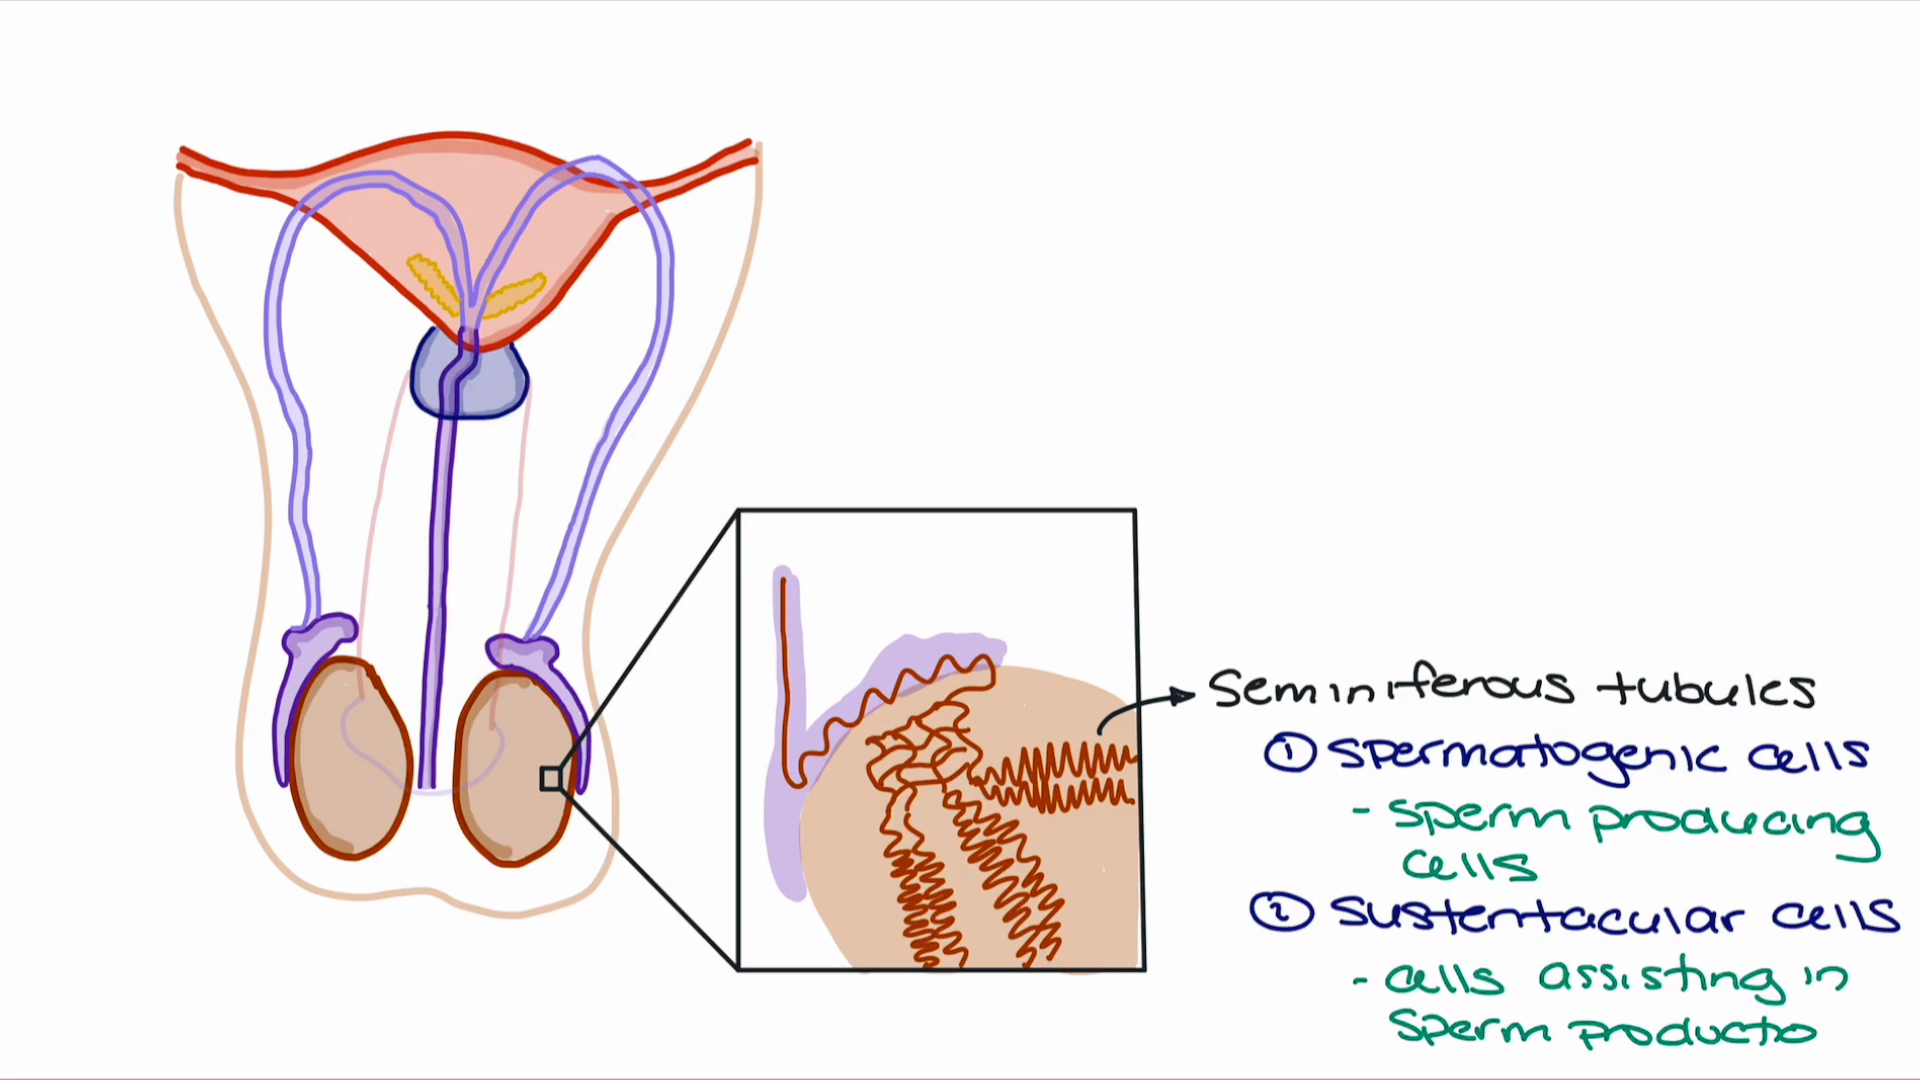 Seminiferous tubules
① spermatogenic cells
- sperm producing
cells
② sustentacular cells
- cells assisting in
sperm productio